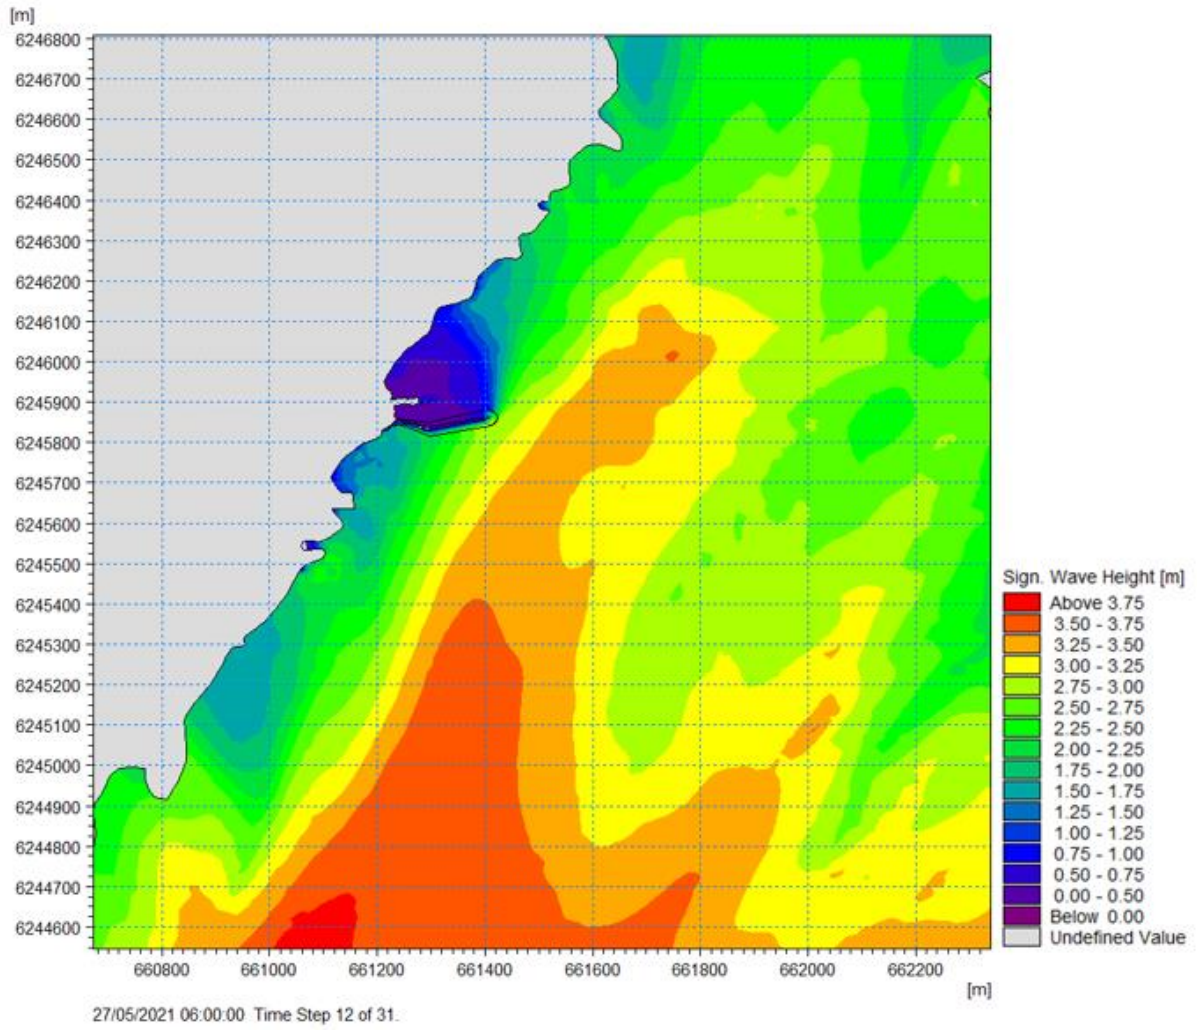 [m]
6246800
6246700
6246600
6246500
6246400
6246300
6246200
6246100
6246000
6245900
6245800
6245700
6245600
6245500
6245400
6245300
6245200
6245100
6245000
6244900
6244800
6244700
6244600
660800 661000 661200 661400 661600 661800 662000 662200
[m]
27/05/2021 06:00:00 Time Step 12 of 31.
Sign. Wave Height [m]
Above 3.75
3.50 - 3.75
3.25 - 3.50
3.00 - 3.25
2.75 - 3.00
2.50 - 2.75
2.25 - 2.50
2.00 - 2.25
1.75 - 2.00
1.50 - 1.75
1.25 - 1.50
1.00 - 1.25
0.75 - 1.00
0.50 - 0.75
0.00 - 0.50
Below 0.00
Undefined Value